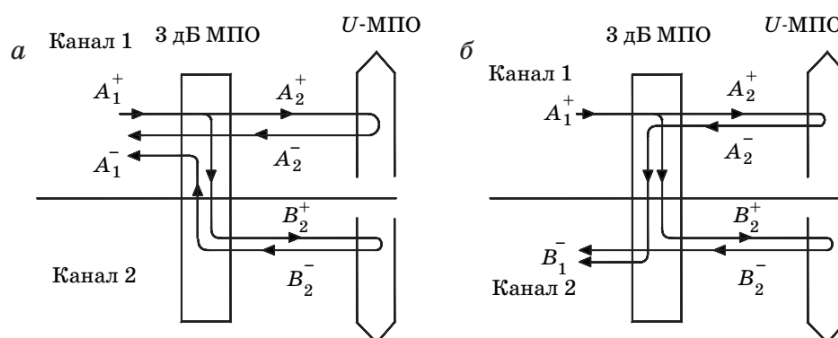 а
Канал 1
3 дБ МПО
U-МПО
A₁⁺
A₂⁺
A₁⁻
A₂⁻
B₂⁺
Канал 2
B₂⁻
б
3 дБ МПО
U-МПО
Канал 1
A₁⁺
A₂⁺
A₂⁻
B₂⁺
B₁⁻
Канал 2
B₂⁻